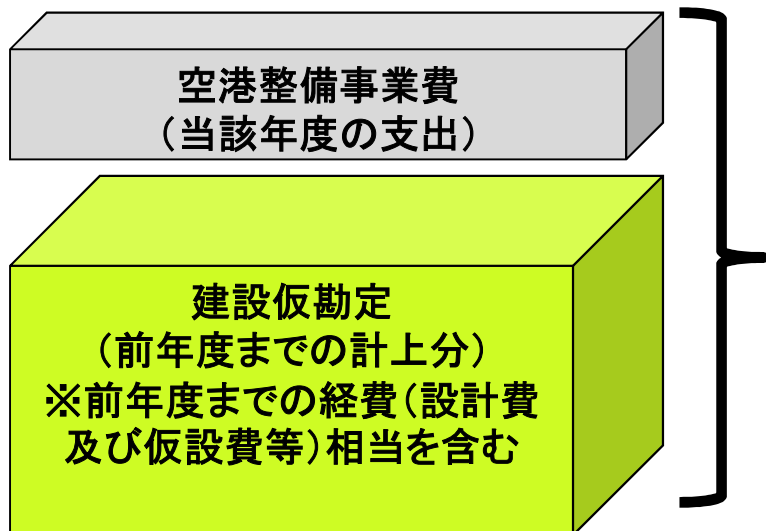 空港整備事業費
（当該年度の支出）
建設仮勘定
（前年度までの計上分）
※前年度までの経費（設計費
及び仮設費等）相当を含む